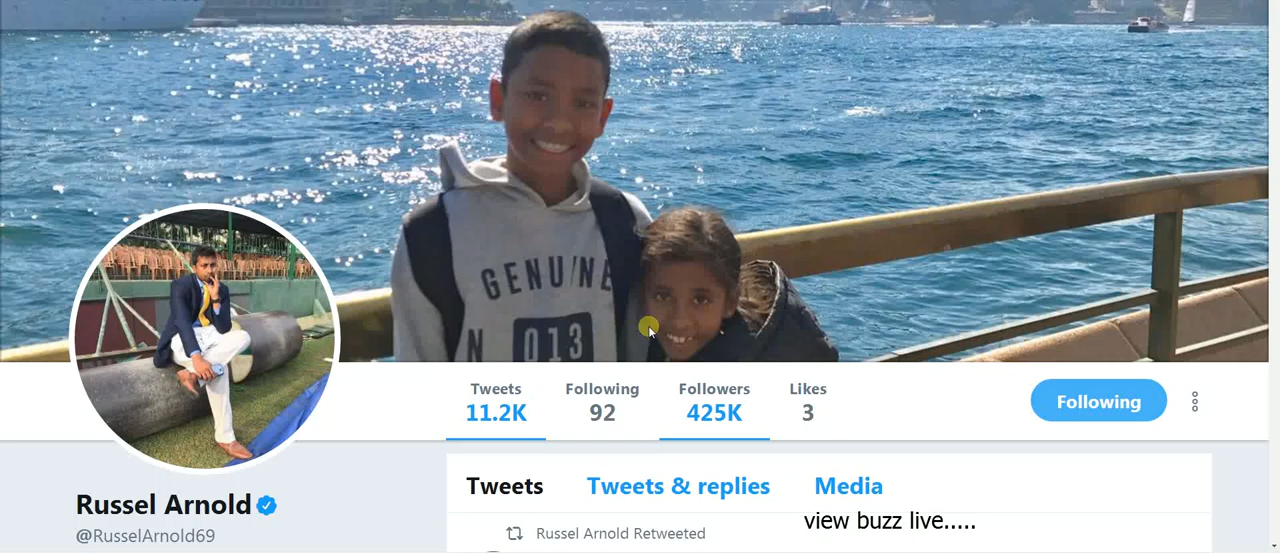 GENUINE
N 013
Tweets Following Followers Likes
11.2K 92 425K 3
Following
Russel Arnold
@RusselArnold69
Tweets Tweets & replies Media
view buzz live.....
Russel Arnold Retweeted